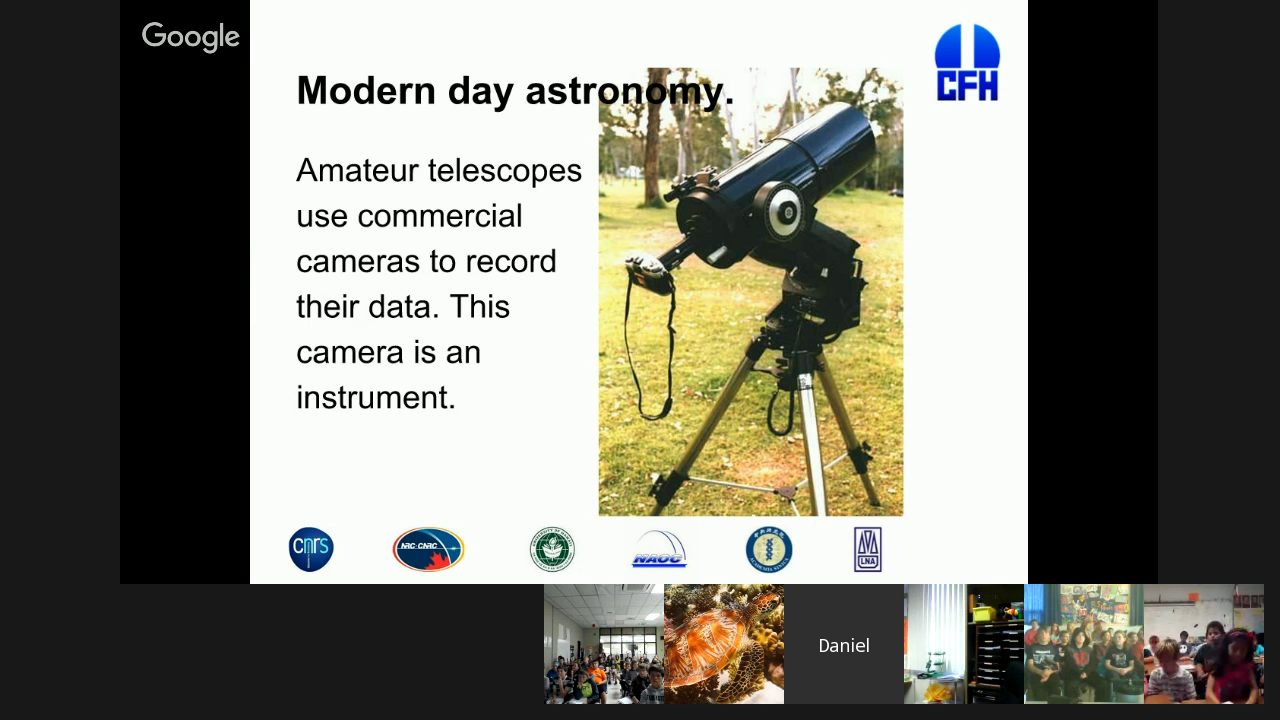 Google
CFH
Modern day astronomy.
Amateur telescopes
use commercial
cameras to record
their data. This
camera is an
instrument.
cnrs
NRC·CNRC
NAOC
LNA
Daniel